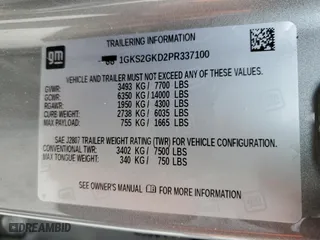 TRAILERING INFORMATION
gm
1GKS2GKD2PR337100
VEHICLE AND TRAILER MUST NOT EXCEED ANY LIMITS BELOW.
GVWR: 3493 KG/ 7700 LBS
GCWR: 6350 KG/14000 LBS
RGAWR: 1950 KG/ 4300 LBS
CURB WEIGHT: 2738 KG/ 6035 LBS
MAX PAYLOAD: 755 KG/ 1665 LBS
SAE J2807 TRAILER WEIGHT RATING (TWR) FOR VEHICLE CONFIGURATION.
CONVENTIONAL TWR: 3402 KG/ 7500 LBS
MAX TONGUE WEIGHT: 340 KG/ 750 LBS
SEE OWNER'S MANUAL FOR MORE INFORMATION.
© DREAMBID